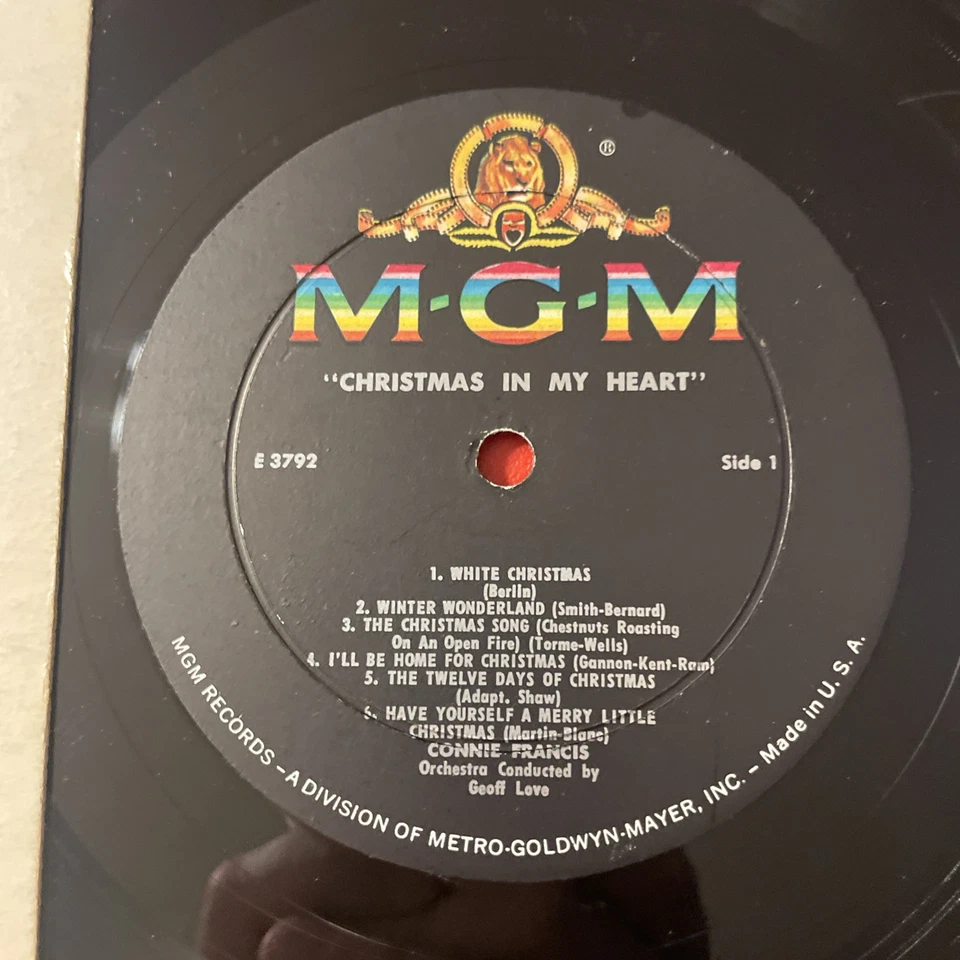 ®
M·G·M
"CHRISTMAS IN MY HEART"
E 3792
Side 1
1. WHITE CHRISTMAS
(Berlin)
2. WINTER WONDERLAND (Smith-Bernard)
3. THE CHRISTMAS SONG (Chestnuts Roasting
On An Open Fire) (Torme-Wells)
4. I'LL BE HOME FOR CHRISTMAS (Gannon-Kent-Ram)
5. THE TWELVE DAYS OF CHRISTMAS
(Adapt. Shaw)
6. HAVE YOURSELF A MERRY LITTLE
CHRISTMAS (Martin-Blane)
CONNIE FRANCIS
Orchestra Conducted by
Geoff Love
MGM RECORDS – A DIVISION OF METRO-GOLDWYN-MAYER, INC. – Made in U. S. A.